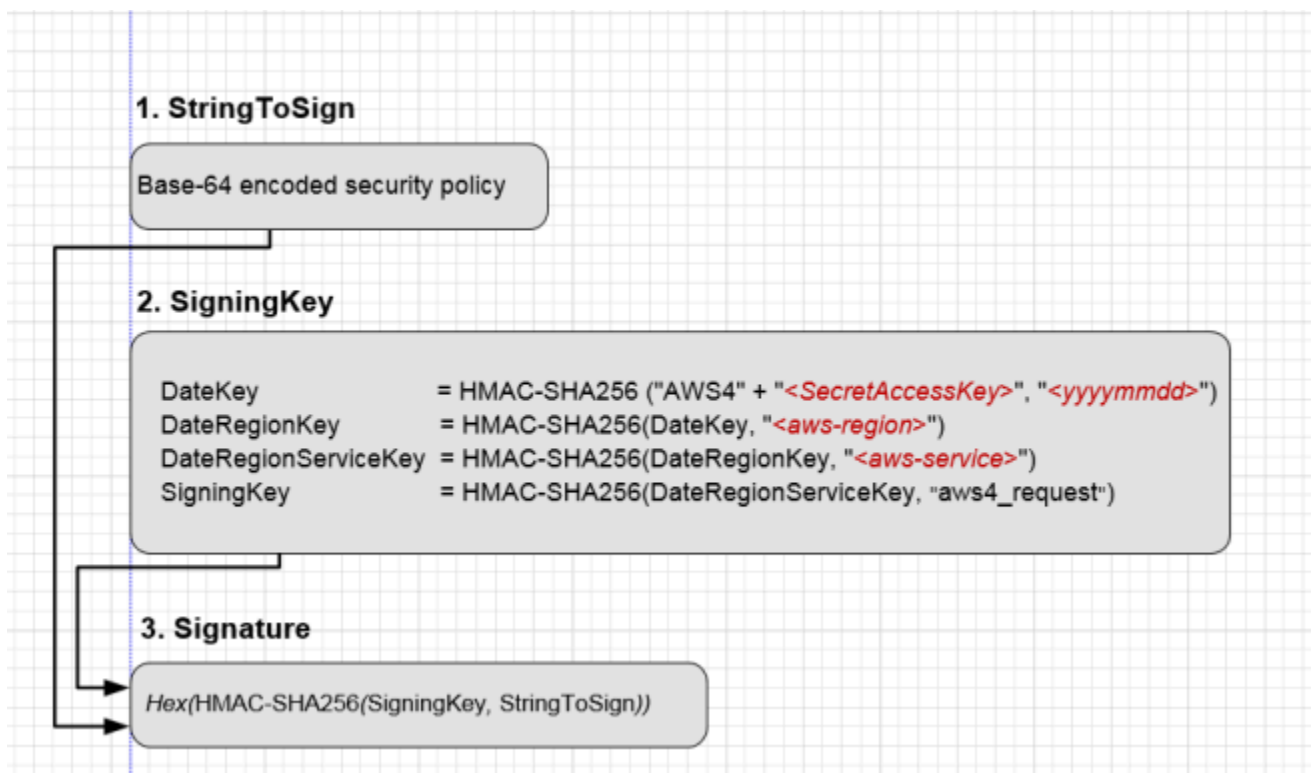 1. StringToSign
Base-64 encoded security policy
2. SigningKey
DateKey = HMAC-SHA256 ("AWS4" + "<SecretAccessKey>", "<yyyymmdd>")
DateRegionKey = HMAC-SHA256(DateKey, "<aws-region>")
DateRegionServiceKey = HMAC-SHA256(DateRegionKey, "<aws-service>")
SigningKey = HMAC-SHA256(DateRegionServiceKey, "aws4_request")
3. Signature
Hex(HMAC-SHA256(SigningKey, StringToSign))